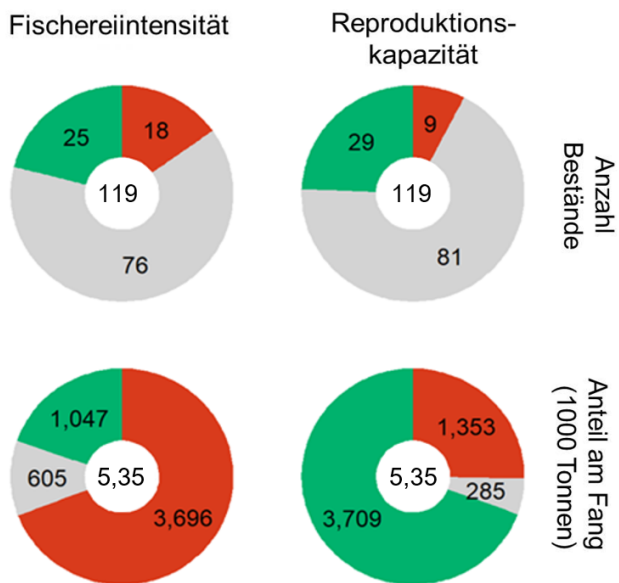 Fischereiintensität
Reproduktions-
kapazität
25
18
119
76
29
9
119
81
Anzahl
Bestände
1,047
605
5,35
3,696
1,353
285
5,35
3,709
Anteil am Fang
(1000 Tonnen)